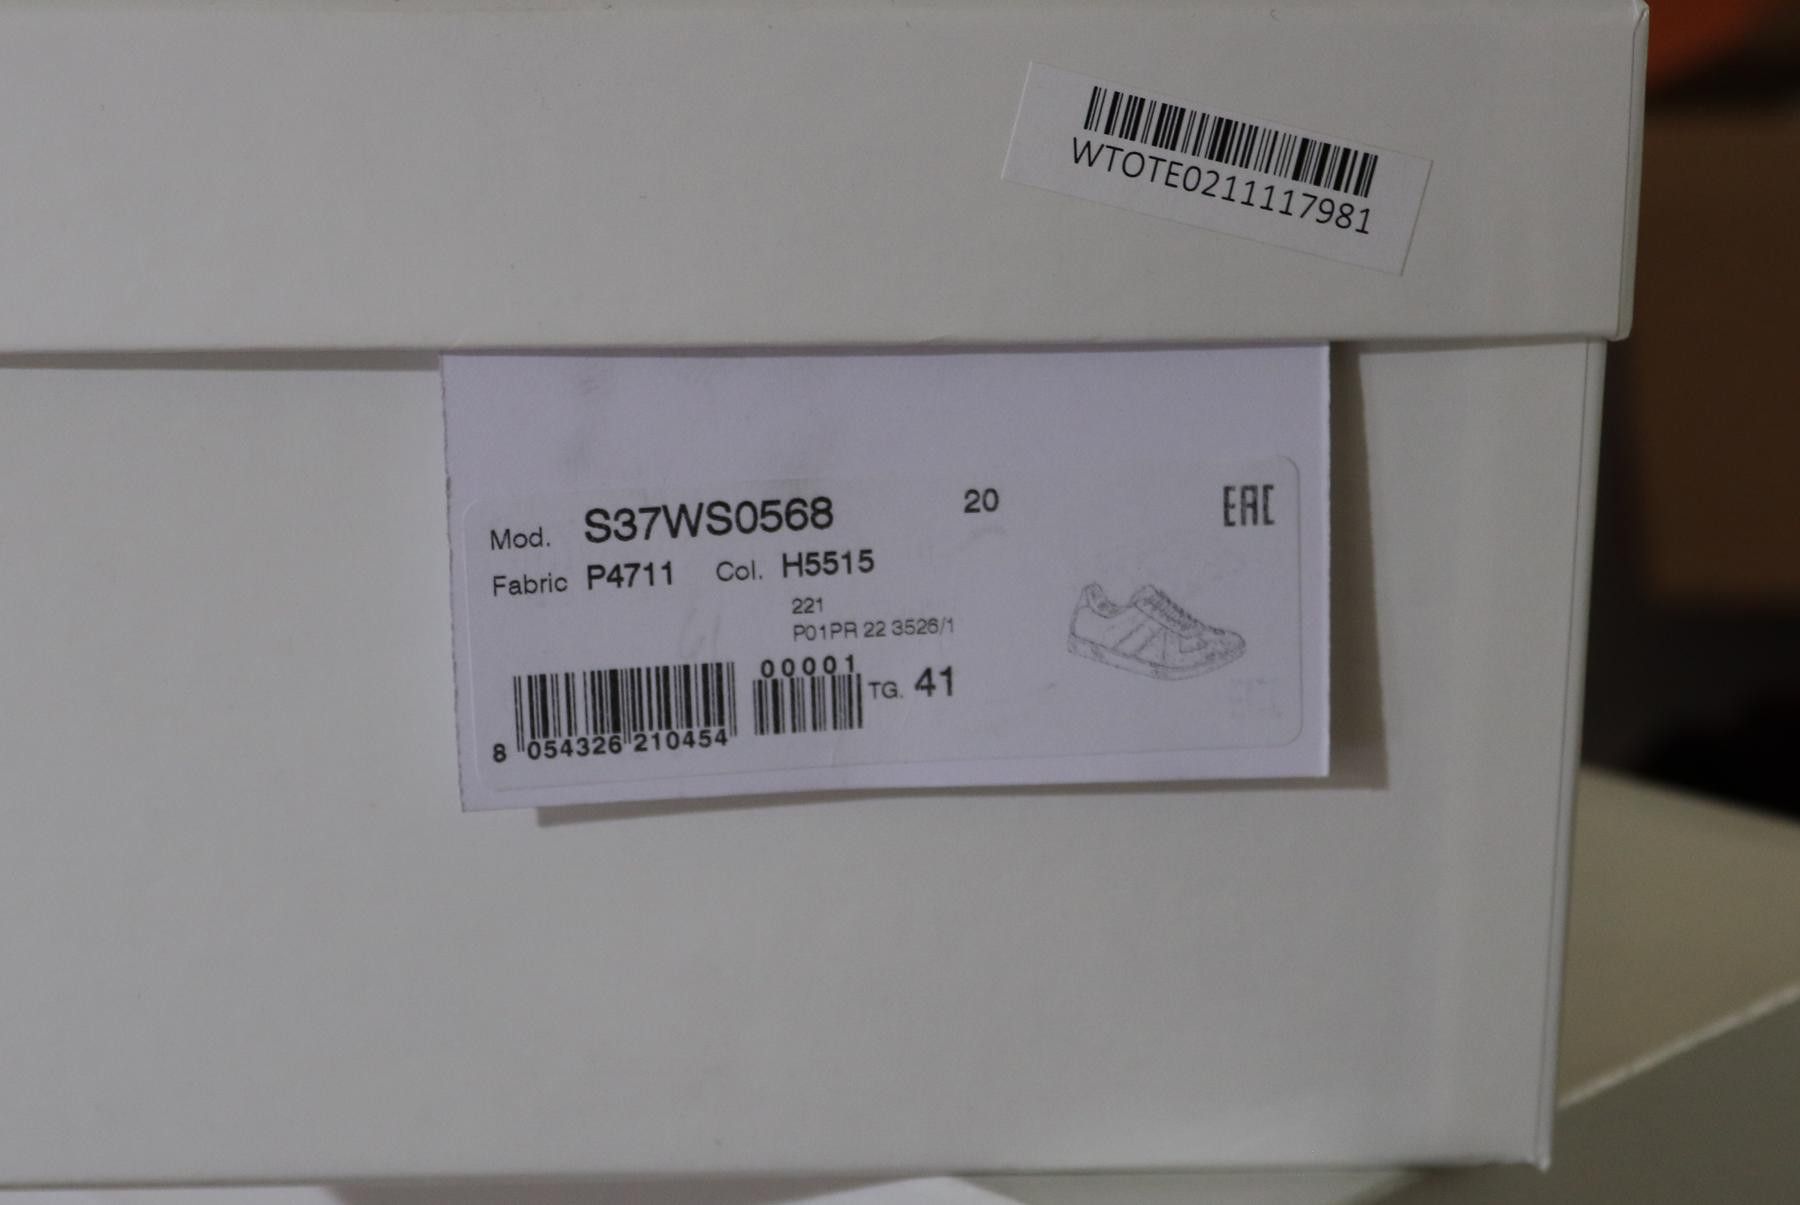 WTOTE0211117981
Mod. S37WS0568 20 EAC
Fabric P4711 Col. H5515
221
P01PR 22 3526/1
00001
TG. 41
8 054326 210454